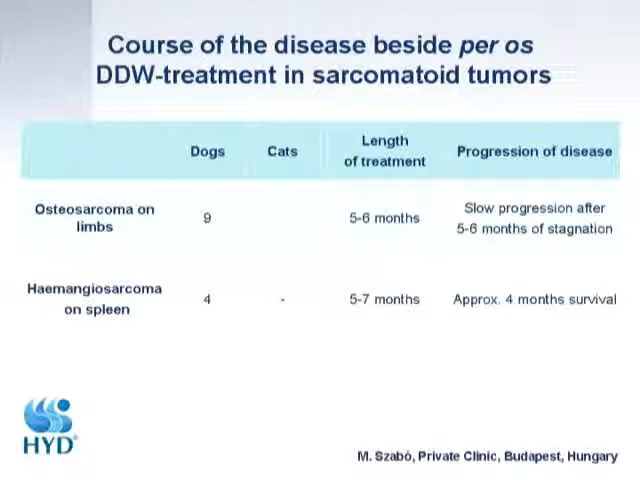 Course of the disease beside per os
DDW-treatment in sarcomatoid tumors
Dogs
Cats
Length
of treatment
Progression of disease
Osteosarcoma on
limbs
9
5-6 months
Slow progression after
5-6 months of stagnation
Haemangiosarcoma
on spleen
4
-
5-7 months
Approx. 4 months survival
HYD®
M. Szabó, Private Clinic, Budapest, Hungary